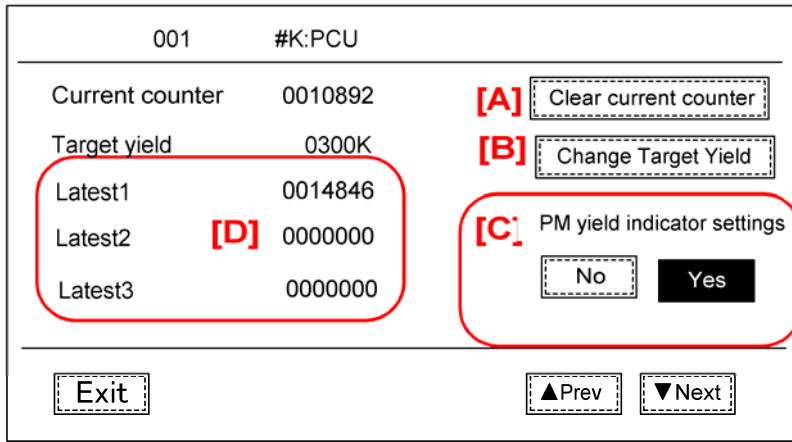 001 #K:PCU
Current counter 0010892 [A] Clear current counter
Target yield 0300K [B] Change Target Yield
Latest1 0014846
Latest2 [D] 0000000 [C] PM yield indicator settings
Latest3 0000000 No Yes
Exit ▲Prev ▼Next